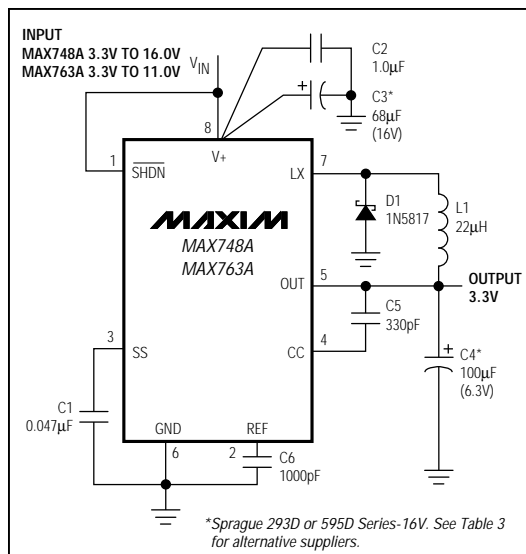 INPUT
MAX748A 3.3V TO 16.0V
MAX763A 3.3V TO 11.0V
VIN
C2
1.0µF
C3*
68µF
(16V)
+
8
V+
1
SHDN
LX
7
D1
1N5817
L1
22µH
MAXIM
MAX748A
MAX763A
OUT
5
OUTPUT
3.3V
C5
330pF
3
SS
CC
4
+
C4*
100µF
(6.3V)
C1
0.047µF
GND
6
REF
2
C6
1000pF
*Sprague 293D or 595D Series-16V. See Table 3
for alternative suppliers.